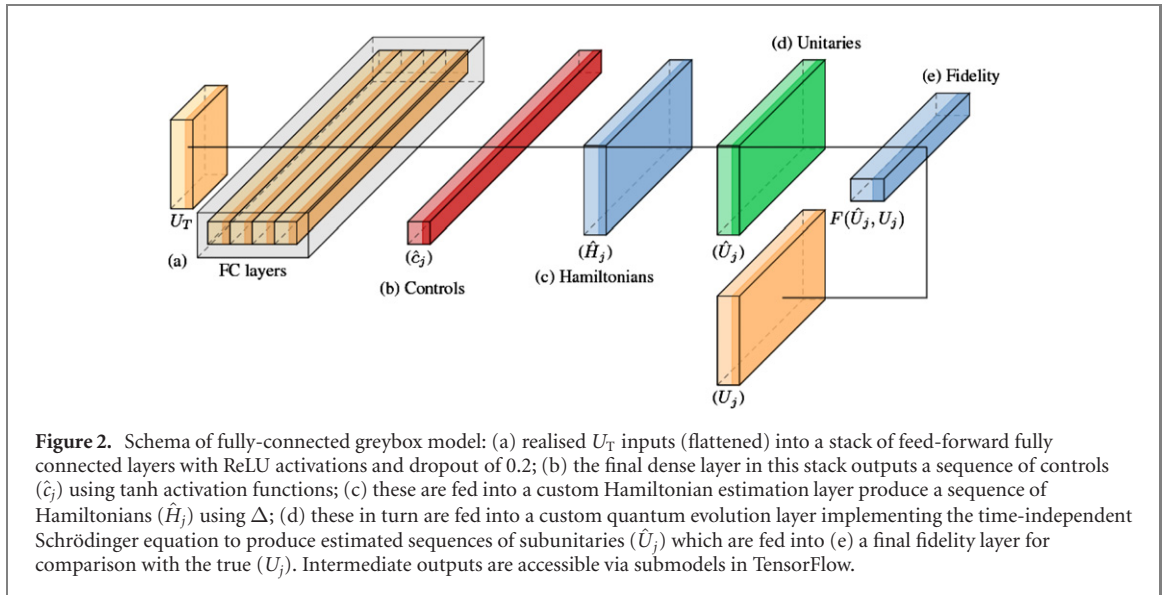 (d) Unitaries
(e) Fidelity
U_T
(ĉ_j)
(Ĥ_j)
(Û_j)
F(Û_j, U_j)
(a)
FC layers
(b) Controls
(c) Hamiltonians
(U_j)
Figure 2. Schema of fully-connected greybox model: (a) realised U_T inputs (flattened) into a stack of feed-forward fully
connected layers with ReLU activations and dropout of 0.2; (b) the final dense layer in this stack outputs a sequence of controls
(ĉ_j) using tanh activation functions; (c) these are fed into a custom Hamiltonian estimation layer produce a sequence of
Hamiltonians (Ĥ_j) using Δ; (d) these in turn are fed into a custom quantum evolution layer implementing the time-independent
Schrödinger equation to produce estimated sequences of subunitaries (Û_j) which are fed into (e) a final fidelity layer for
comparison with the true (U_j). Intermediate outputs are accessible via submodels in TensorFlow.